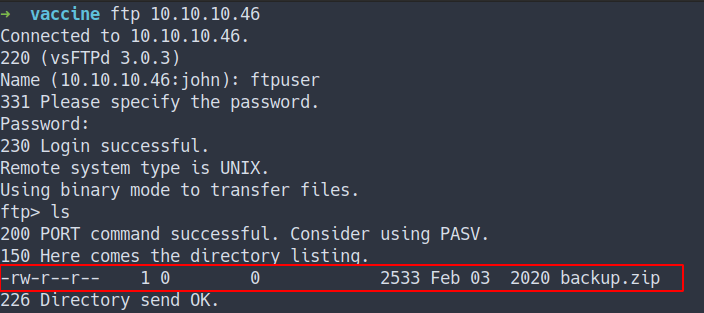 → vaccine ftp 10.10.10.46
Connected to 10.10.10.46.
220 (vsFTPd 3.0.3)
Name (10.10.10.46:john): ftpuser
331 Please specify the password.
Password:
230 Login successful.
Remote system type is UNIX.
Using binary mode to transfer files.
ftp> ls
200 PORT command successful. Consider using PASV.
150 Here comes the directory listing.
-rw-r--r--    1 0        0            2533 Feb 03  2020 backup.zip
226 Directory send OK.